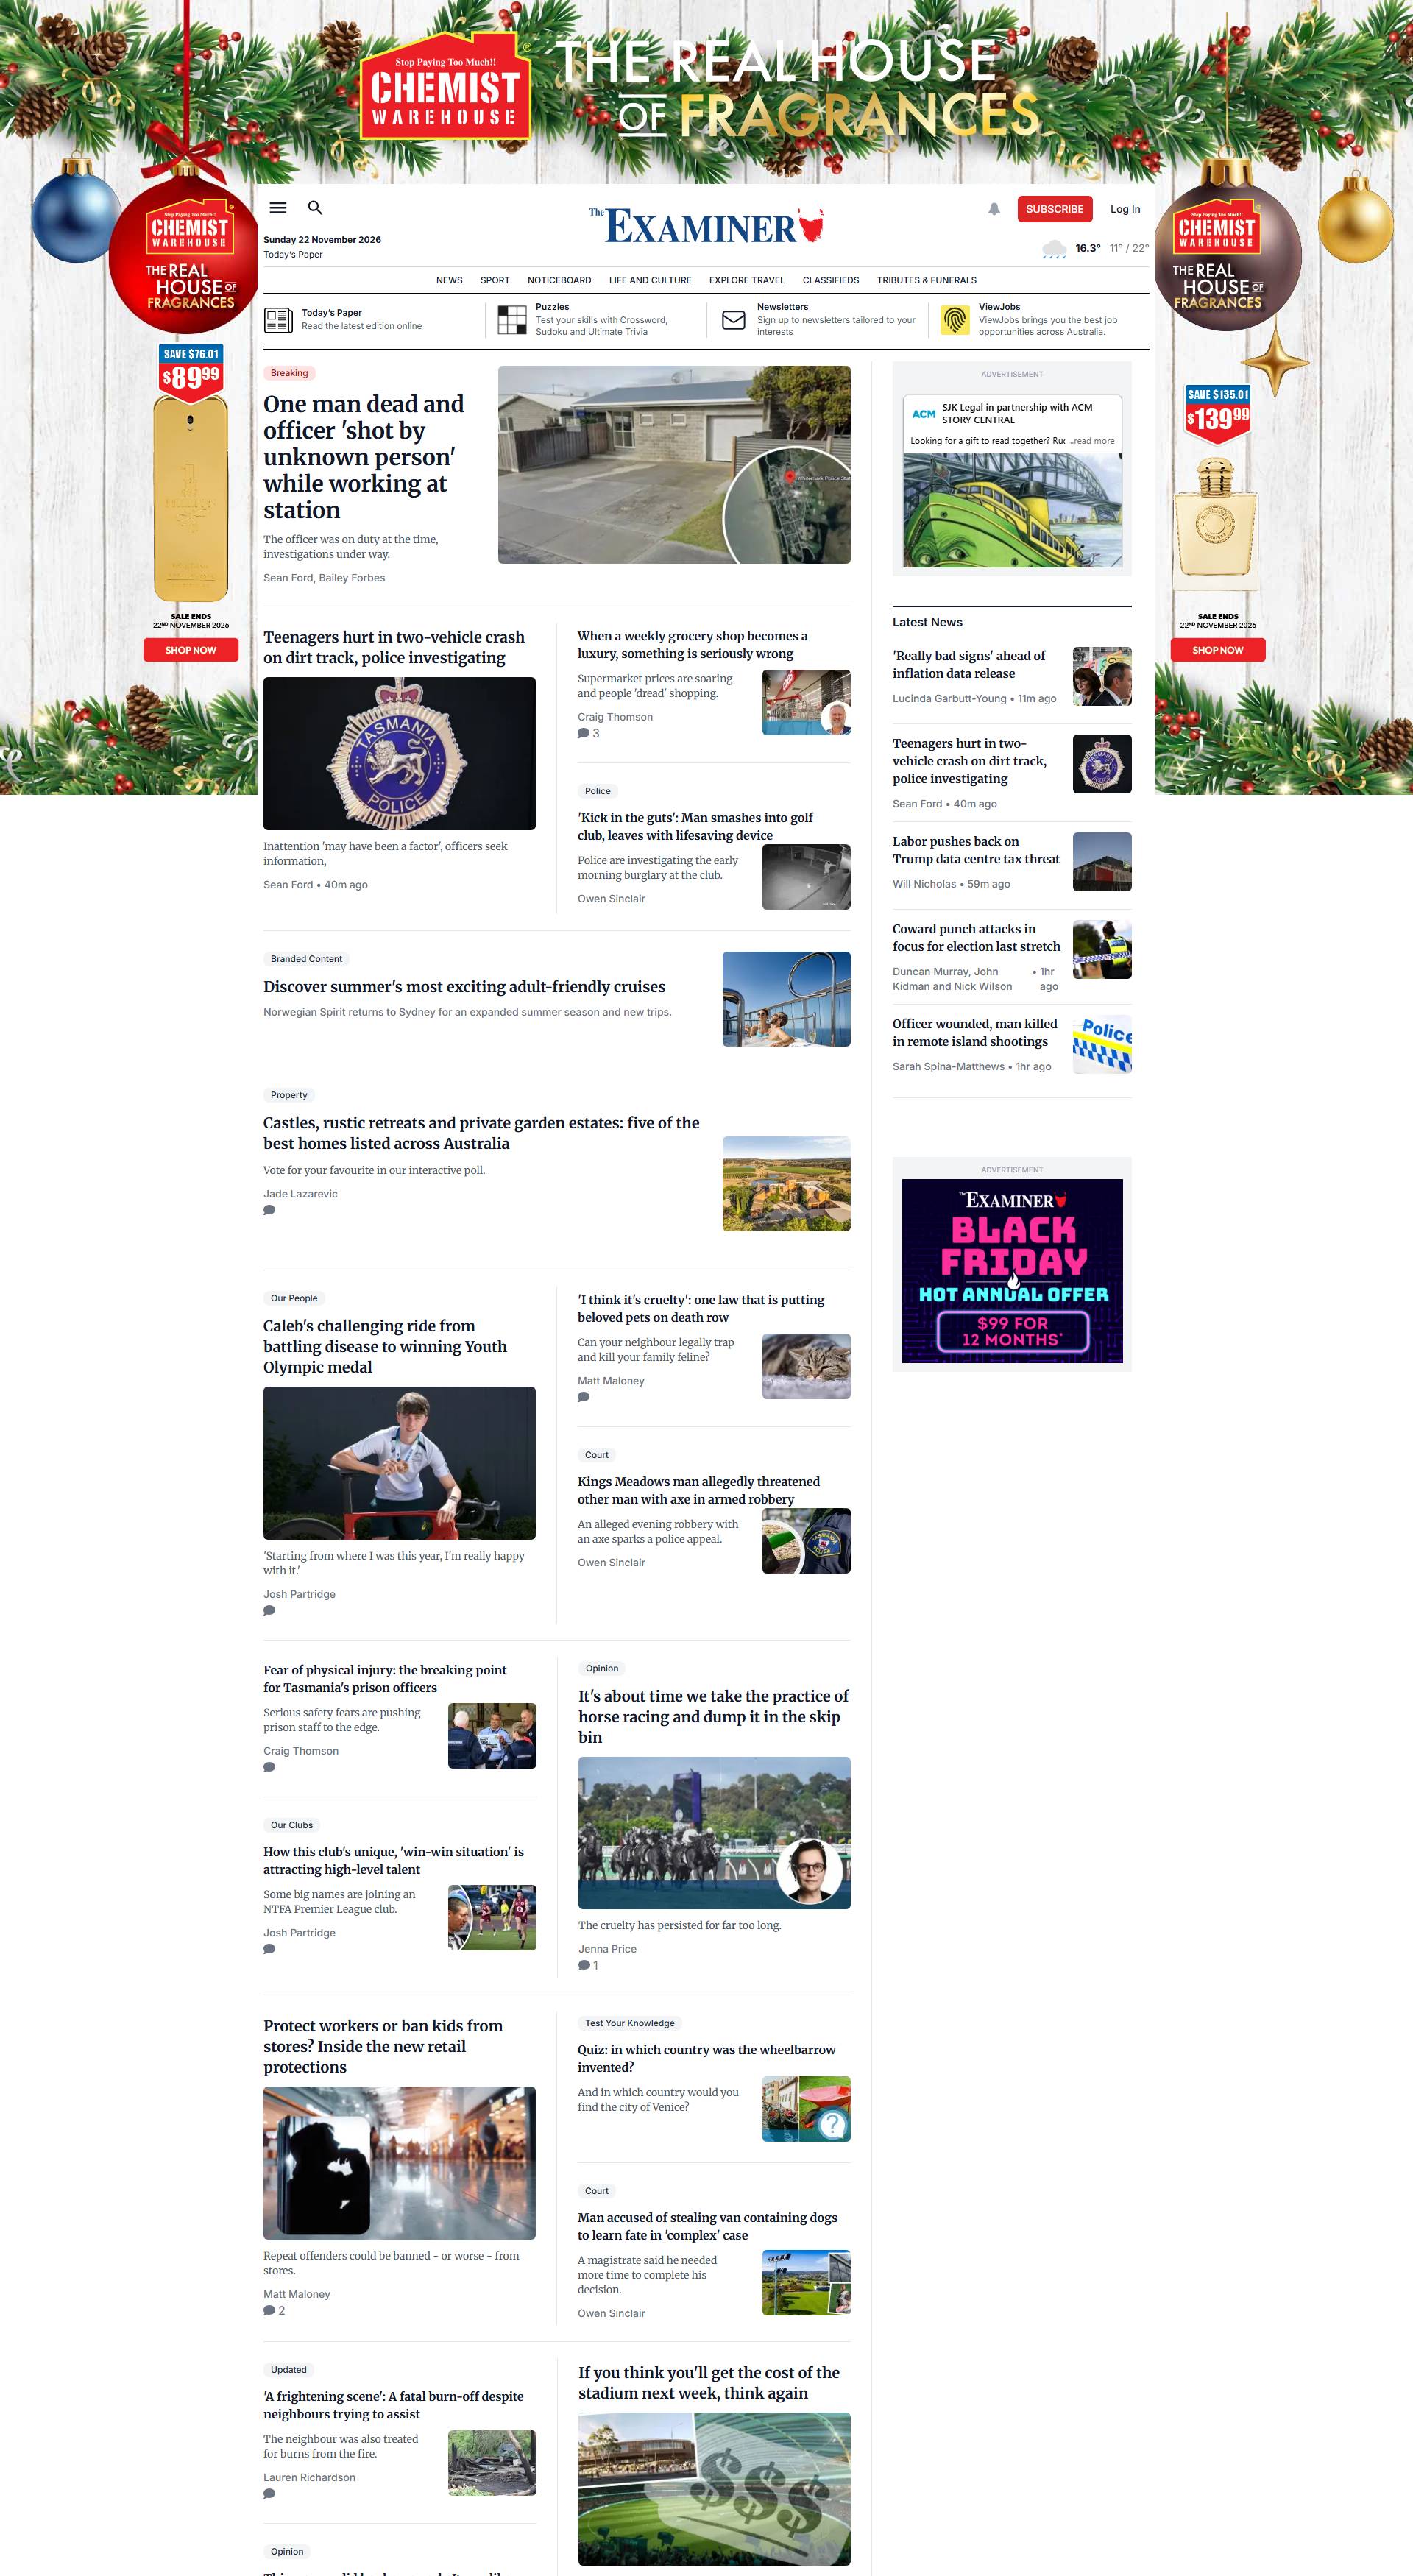 Stop Paying Too Much!!
CHEMIST
WAREHOUSE
THE REAL HOUSE
OF FRAGRANCES
Stop Paying Too Much!!
CHEMIST
WAREHOUSE
THE REAL
HOUSE OF
FRAGRANCES
SAVE $76.01
$89.99
SALE ENDS
22ND NOVEMBER 2026
SHOP NOW
Stop Paying Too Much!!
CHEMIST
WAREHOUSE
THE REAL
HOUSE OF
FRAGRANCES
SAVE $135.01
$139.99
SALE ENDS
22ND NOVEMBER 2026
SHOP NOW
The EXAMINER
SUBSCRIBE
Log In
Sunday 22 November 2026
Today's Paper
16.3° 11° / 22°
NEWS SPORT NOTICEBOARD LIFE AND CULTURE EXPLORE TRAVEL CLASSIFIEDS TRIBUTES & FUNERALS
Today's Paper
Read the latest edition online
Puzzles
Test your skills with Crossword,
Sudoku and Ultimate Trivia
Newsletters
Sign up to newsletters tailored to your
interests
ViewJobs
ViewJobs brings you the best job
opportunities across Australia.
Breaking
One man dead and
officer 'shot by
unknown person'
while working at
station
The officer was on duty at the time,
investigations under way.
Sean Ford, Bailey Forbes
Teenagers hurt in two-vehicle crash
on dirt track, police investigating
TASMANIA
POLICE
Inattention 'may have been a factor', officers seek
information,
Sean Ford • 40m ago
When a weekly grocery shop becomes a
luxury, something is seriously wrong
Supermarket prices are soaring
and people 'dread' shopping.
Craig Thomson
3
Police
'Kick in the guts': Man smashes into golf
club, leaves with lifesaving device
Police are investigating the early
morning burglary at the club.
Owen Sinclair
Branded Content
Discover summer's most exciting adult-friendly cruises
Norwegian Spirit returns to Sydney for an expanded summer season and new trips.
Property
Castles, rustic retreats and private garden estates: five of the
best homes listed across Australia
Vote for your favourite in our interactive poll.
Jade Lazarevic
Our People
Caleb's challenging ride from
battling disease to winning Youth
Olympic medal
'Starting from where I was this year, I'm really happy
with it.'
Josh Partridge
'I think it's cruelty': one law that is putting
beloved pets on death row
Can your neighbour legally trap
and kill your family feline?
Matt Maloney
Court
Kings Meadows man allegedly threatened
other man with axe in armed robbery
An alleged evening robbery with
an axe sparks a police appeal.
Owen Sinclair
Fear of physical injury: the breaking point
for Tasmania's prison officers
Serious safety fears are pushing
prison staff to the edge.
Craig Thomson
Our Clubs
How this club's unique, 'win-win situation' is
attracting high-level talent
Some big names are joining an
NTFA Premier League club.
Josh Partridge
Opinion
It's about time we take the practice of
horse racing and dump it in the skip
bin
The cruelty has persisted for far too long.
Jenna Price
1
Protect workers or ban kids from
stores? Inside the new retail
protections
Repeat offenders could be banned - or worse - from
stores.
Matt Maloney
2
Test Your Knowledge
Quiz: in which country was the wheelbarrow
invented?
And in which country would you
find the city of Venice?
Court
Man accused of stealing van containing dogs
to learn fate in 'complex' case
A magistrate said he needed
more time to complete his
decision.
Owen Sinclair
Updated
'A frightening scene': A fatal burn-off despite
neighbours trying to assist
The neighbour was also treated
for burns from the fire.
Lauren Richardson
Opinion
If you think you'll get the cost of the
stadium next week, think again
$$$
ADVERTISEMENT
ACM
SJK Legal in partnership with ACM
STORY CENTRAL
Looking for a gift to read together? Ruc ...read more
Latest News
'Really bad signs' ahead of
inflation data release
Lucinda Garbutt-Young • 11m ago
Teenagers hurt in two-
vehicle crash on dirt track,
police investigating
Sean Ford • 40m ago
Labor pushes back on
Trump data centre tax threat
Will Nicholas • 59m ago
Coward punch attacks in
focus for election last stretch
Duncan Murray, John
Kidman and Nick Wilson
• 1hr
ago
Officer wounded, man killed
in remote island shootings
Sarah Spina-Matthews • 1hr ago
Police
ADVERTISEMENT
The EXAMINER
BLACK
FRIDAY
HOT ANNUAL OFFER
$99 FOR
12 MONTHS*